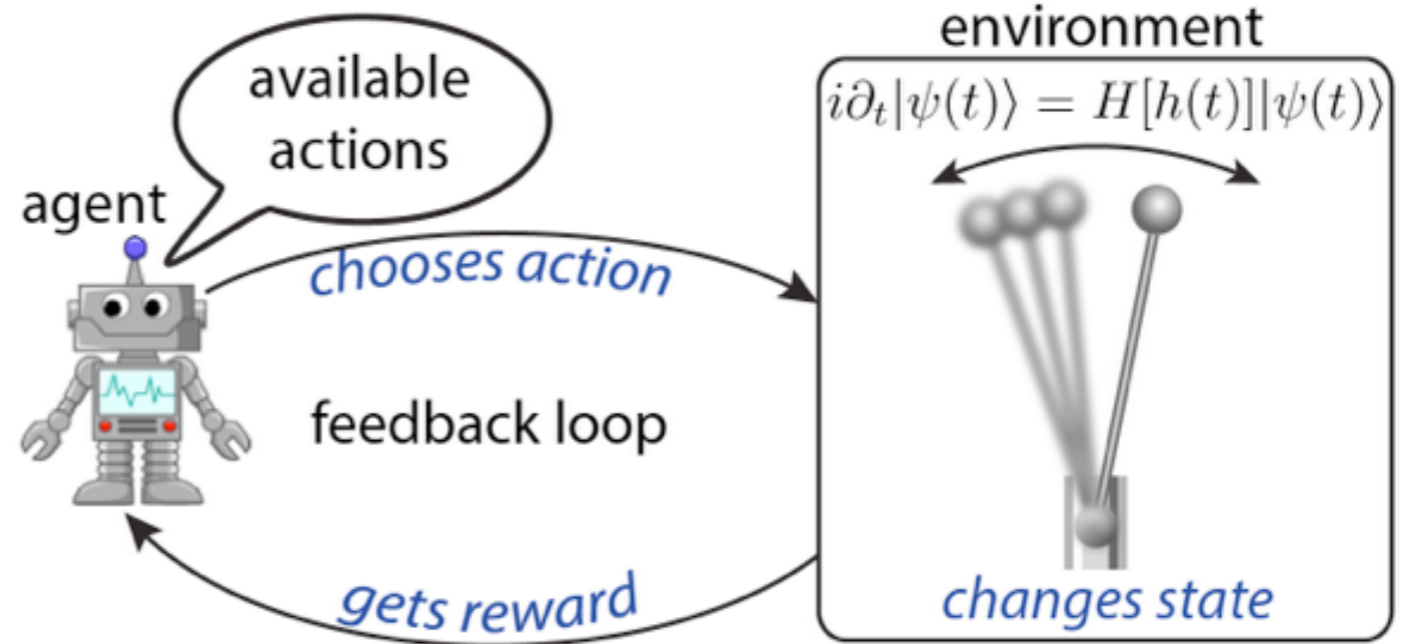 available
actions
agent
chooses action
feedback loop
gets reward
environment
i∂ₜ|ψ(t)⟩ = H[h(t)]|ψ(t)⟩
changes state